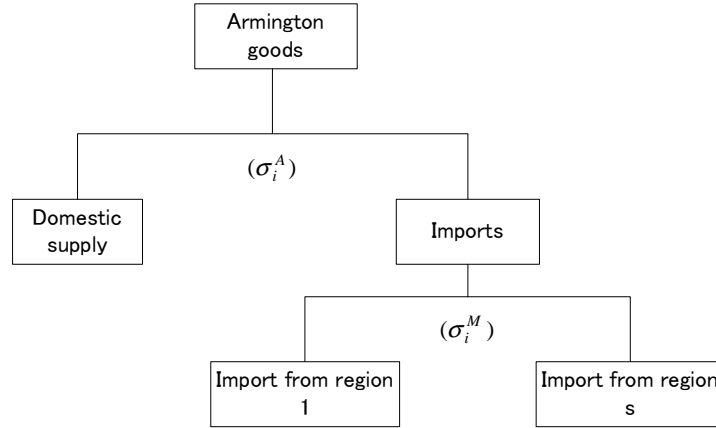 Armington
goods
(σ_i^A)
Domestic
supply
Imports
(σ_i^M)
Import from region
1
Import from region
s